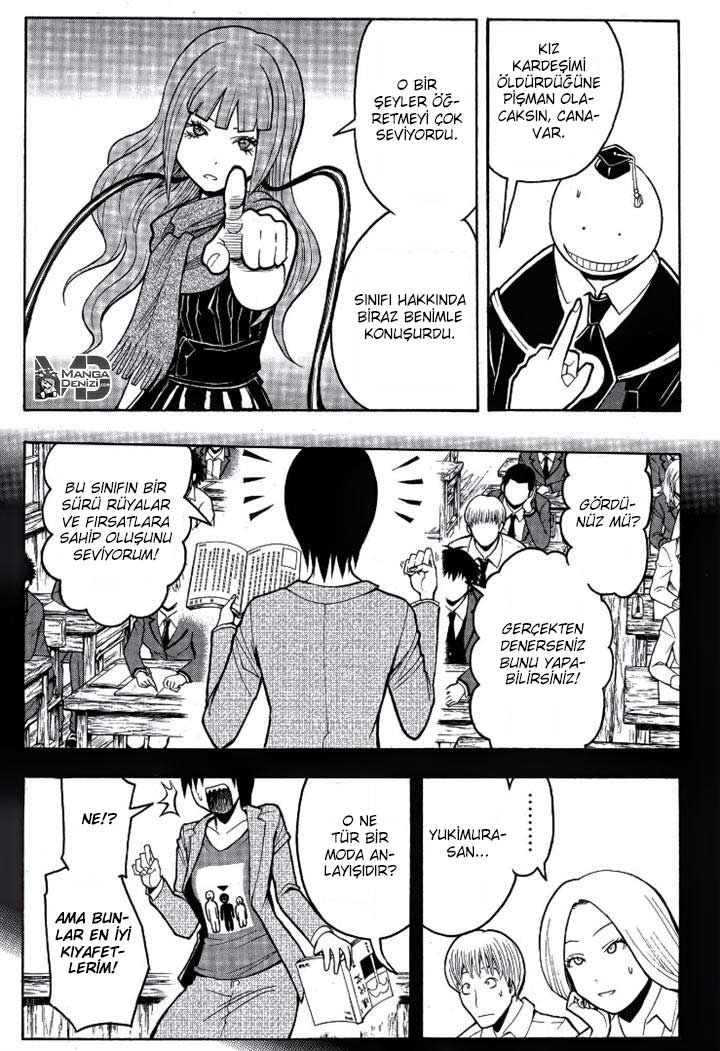 KIZ
KARDEŞİMİ
ÖLDÜRDÜĞÜNE
PİŞMAN OLA-
CAKSIN, CANA-
VAR.
O BİR
ŞEYLER ÖĞ-
RETMEYİ ÇOK
SEVİYORDU.
SINIFI HAKKINDA
BİRAZ BENİMLE
KONUŞURDU.
MANGA
DENİZİ.com
GÖRDÜ-
NÜZ MÜ?
GERÇEKTEN
DENERSENİZ
BUNU YAPA-
BİLİRSİNİZ!
BU SINIFIN BİR
SÜRÜ RÜYALAR
VE FIRSATLARA
SAHİP OLUŞUNU
SEVİYORUM!
YUKİMURA-
SAN...
O NE
TÜR BİR
MODA AN-
LAYIŞIDIR?
NE!?
AMA BUN-
LAR EN İYİ
KIYAFET-
LERİM!